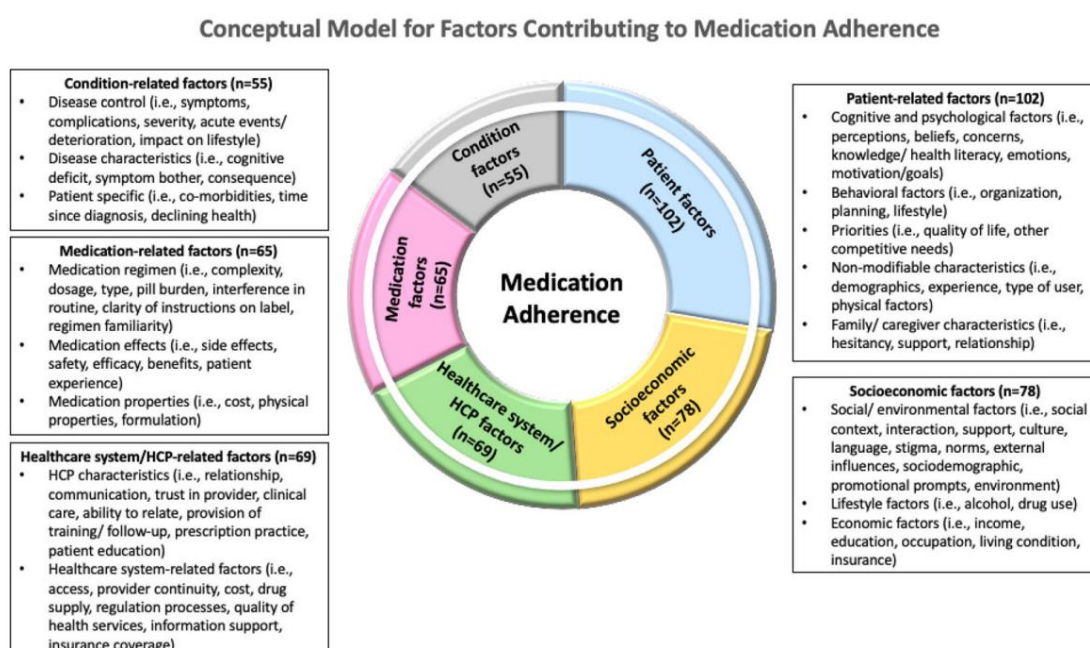 Conceptual Model for Factors Contributing to Medication Adherence
Condition-related factors (n=55)
• Disease control (i.e., symptoms,
complications, severity, acute events/
deterioration, impact on lifestyle)
• Disease characteristics (i.e., cognitive
deficit, symptom bother, consequence)
• Patient specific (i.e., co-morbidities, time
since diagnosis, declining health)
Medication-related factors (n=65)
• Medication regimen (i.e., complexity,
dosage, type, pill burden, interference in
routine, clarity of instructions on label,
regimen familiarity)
• Medication effects (i.e., side effects,
safety, efficacy, benefits, patient
experience)
• Medication properties (i.e., cost, physical
properties, formulation)
Healthcare system/HCP-related factors (n=69)
• HCP characteristics (i.e., relationship,
communication, trust in provider, clinical
care, ability to relate, provision of
training/ follow-up, prescription practice,
patient education)
• Healthcare system-related factors (i.e.,
access, provider continuity, cost, drug
supply, regulation processes, quality of
health services, information support,
insurance coverage)
Condition
factors
(n=55)
Patient factors
(n=102)
Medication
factors
(n=65)
Medication
Adherence
Healthcare system/
HCP factors
(n=69)
Socioeconomic
factors
(n=78)
Patient-related factors (n=102)
• Cognitive and psychological factors (i.e.,
perceptions, beliefs, concerns,
knowledge/ health literacy, emotions,
motivation/goals)
• Behavioral factors (i.e., organization,
planning, lifestyle)
• Priorities (i.e., quality of life, other
competitive needs)
• Non-modifiable characteristics (i.e.,
demographics, experience, type of user,
physical factors)
• Family/ caregiver characteristics (i.e.,
hesitancy, support, relationship)
Socioeconomic factors (n=78)
• Social/ environmental factors (i.e., social
context, interaction, support, culture,
language, stigma, norms, external
influences, sociodemographic,
promotional prompts, environment)
• Lifestyle factors (i.e., alcohol, drug use)
• Economic factors (i.e., income,
education, occupation, living condition,
insurance)